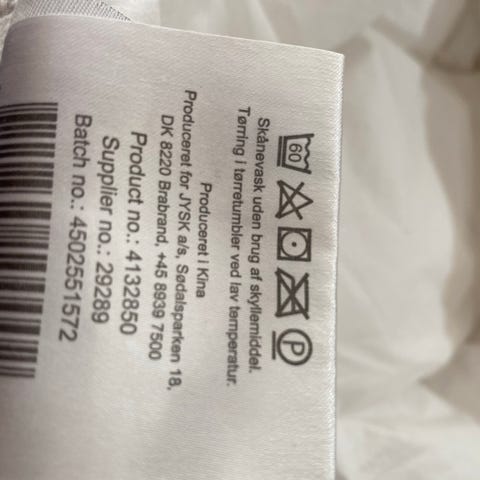 60 P
Skånevask uden brug af skyllemiddel.
Tørring i tørretumbler ved lav temperatur.
Produceret i Kina
Produceret for JYSK a/s, Sødalsparken 18,
DK 8220 Brabrand, +45 8939 7500
Product no.: 4132850
Supplier no.: 29289
Batch no.: 4502551572